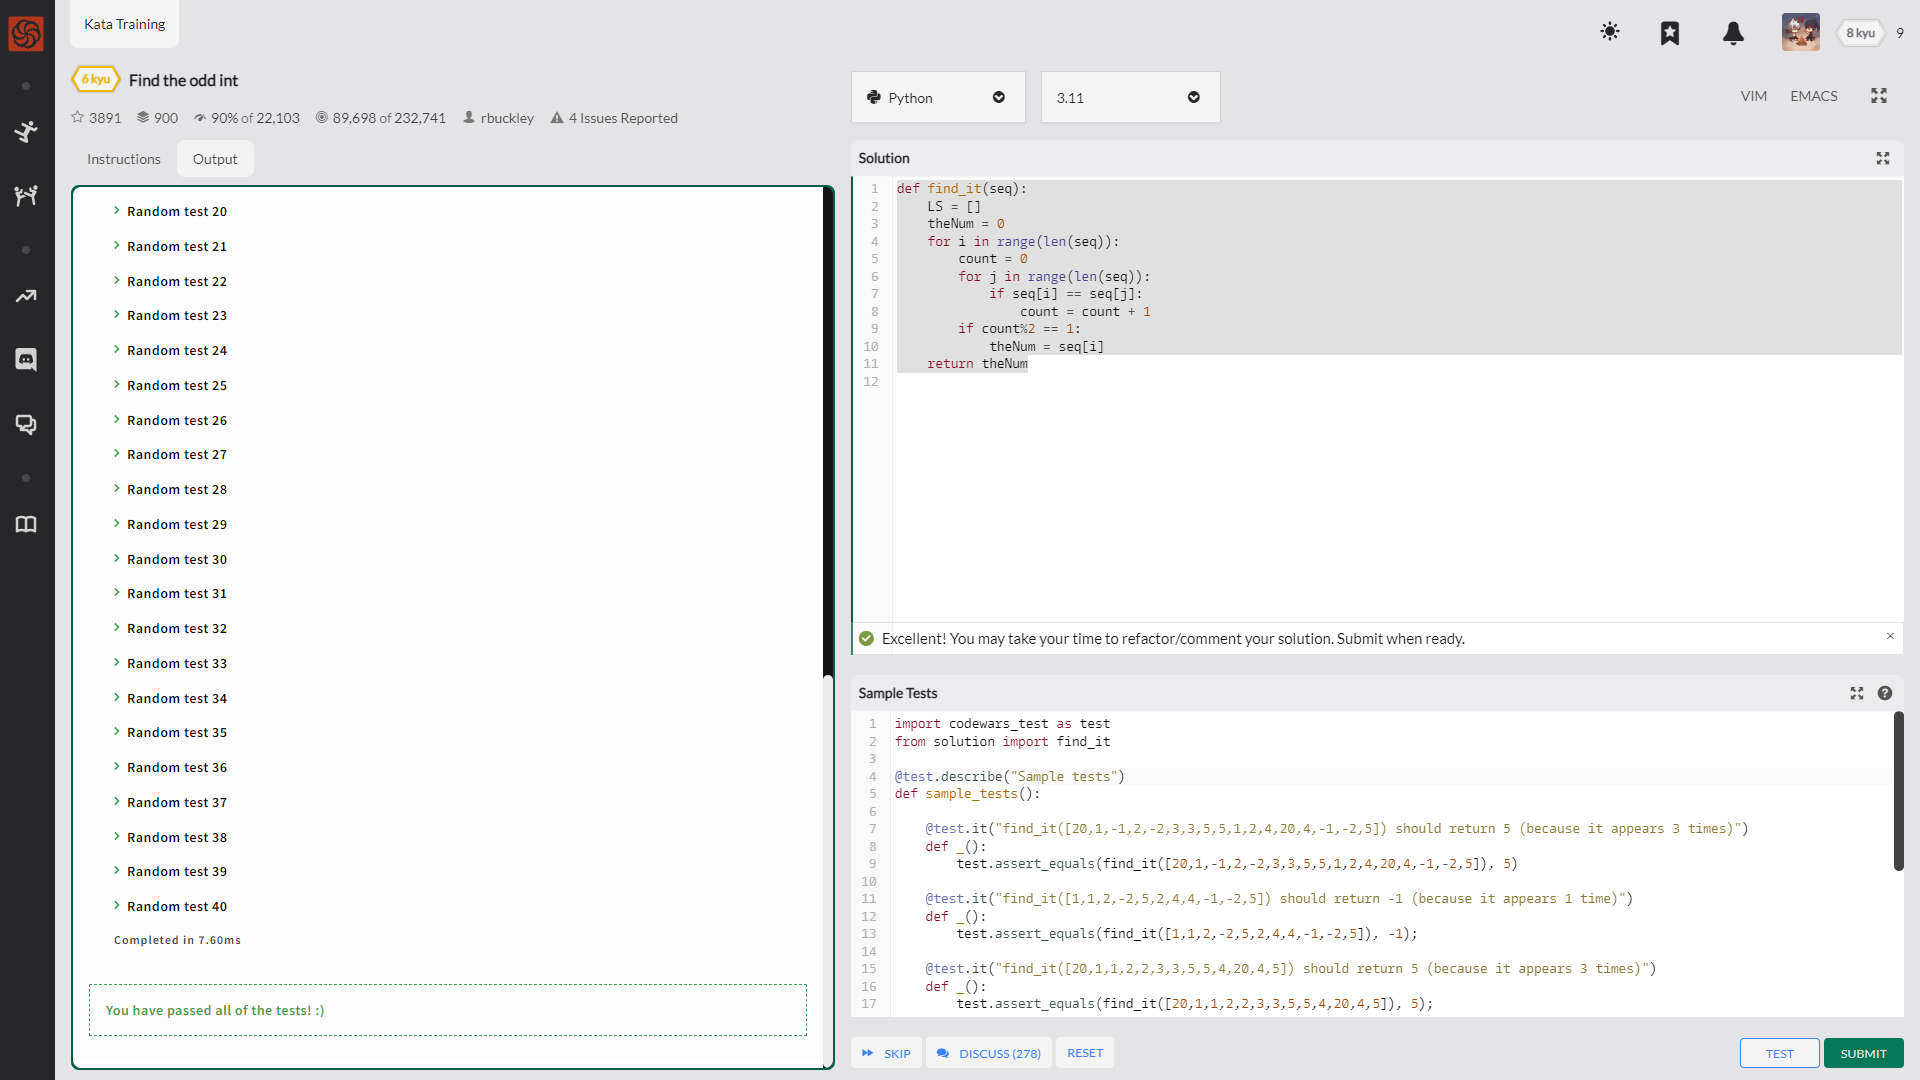 Kata Training
8 kyu 9
6 kyu Find the odd int
3891 900 90% of 22,103 89,698 of 232,741 rbuckley 4 Issues Reported
Python
3.11
VIM EMACS
Instructions Output
Random test 20
Random test 21
Random test 22
Random test 23
Random test 24
Random test 25
Random test 26
Random test 27
Random test 28
Random test 29
Random test 30
Random test 31
Random test 32
Random test 33
Random test 34
Random test 35
Random test 36
Random test 37
Random test 38
Random test 39
Random test 40
Completed in 7.60ms
You have passed all of the tests! :)
Solution
1 def find_it(seq):
2     LS = []
3     theNum = 0
4     for i in range(len(seq)):
5         count = 0
6         for j in range(len(seq)):
7             if seq[i] == seq[j]:
8                 count = count + 1
9         if count%2 == 1:
10             theNum = seq[i]
11     return theNum
12
Excellent! You may take your time to refactor/comment your solution. Submit when ready. ×
Sample Tests
1 import codewars_test as test
2 from solution import find_it
3
4 @test.describe("Sample tests")
5 def sample_tests():
6
7     @test.it("find_it([20,1,-1,2,-2,3,3,5,5,1,2,4,20,4,-1,-2,5]) should return 5 (because it appears 3 times)")
8     def _():
9         test.assert_equals(find_it([20,1,-1,2,-2,3,3,5,5,1,2,4,20,4,-1,-2,5]), 5)
10
11     @test.it("find_it([1,1,2,-2,5,2,4,4,-1,-2,5]) should return -1 (because it appears 1 time)")
12     def _():
13         test.assert_equals(find_it([1,1,2,-2,5,2,4,4,-1,-2,5]), -1);
14
15     @test.it("find_it([20,1,1,2,2,3,3,5,5,4,20,4,5]) should return 5 (because it appears 3 times)")
16     def _():
17         test.assert_equals(find_it([20,1,1,2,2,3,3,5,5,4,20,4,5]), 5);
SKIP DISCUSS (278) RESET TEST SUBMIT